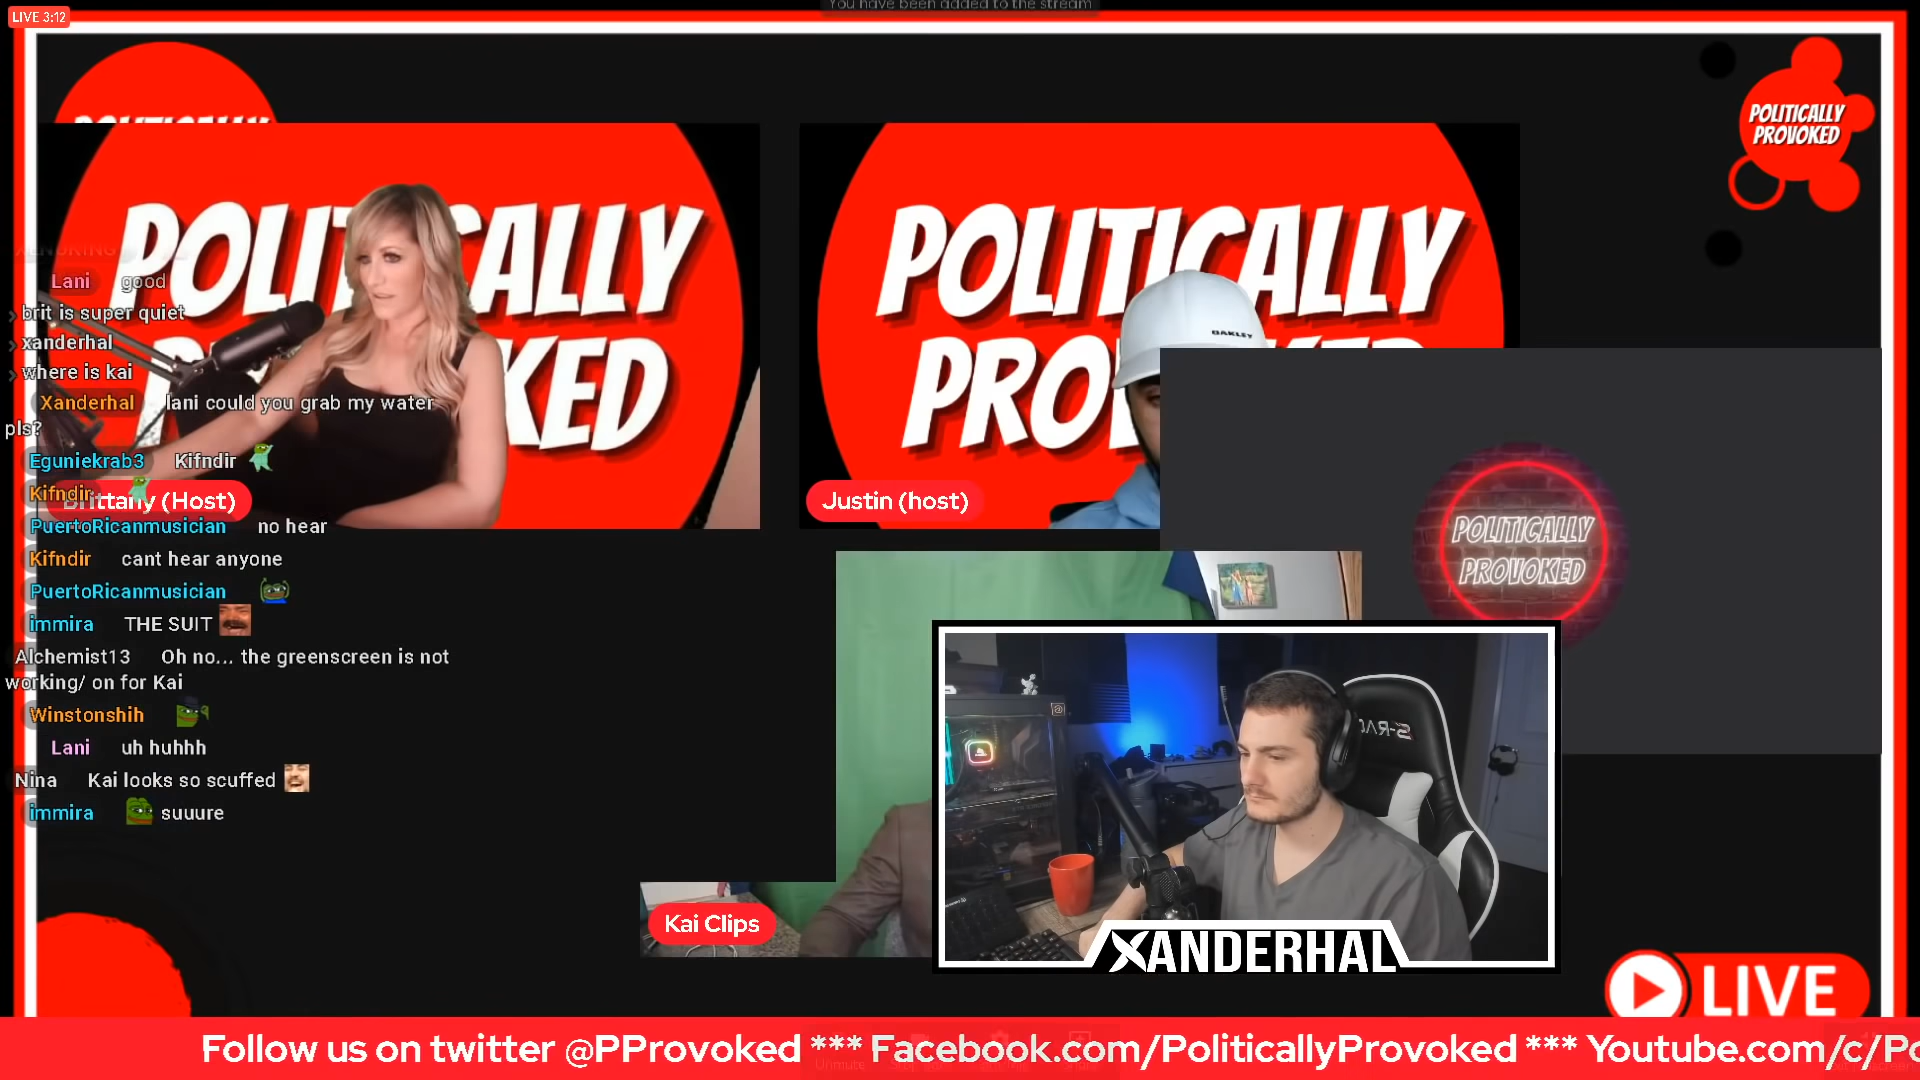 LIVE 3:12
You have been added to the stream
POLITICALLY
PROVOKED
POLITICALLY
Lani good
brit is super quiet
xanderhal
where is kai
Xanderhal lani could you grab my water
pls?
Eguniekrab3 Kifndir
Kifndir
Brittany (Host)
OAKLEY
Justin (host)
PuertoRicanmusician no hear
Kifndir cant hear anyone
PuertoRicanmusician
immira THE SUIT
Alchemist13 Oh no... the greenscreen is not
working/ on for Kai
Winstonshih
Lani uh huhhh
Nina Kai looks so scuffed
immira suuure
POLITICALLY
PROVOKED
Kai Clips
XANDERHAL
LIVE
Follow us on twitter @PProvoked *** Facebook.com/PoliticallyProvoked *** Youtube.com/c/Po